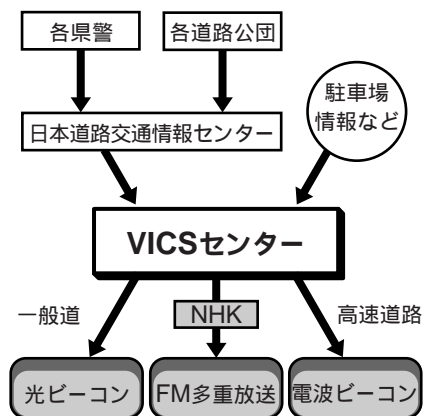 各県警
各道路公団
日本道路交通情報センター
駐車場
情報など
VICSセンター
一般道
NHK
高速道路
光ビーコン
FM多重放送
電波ビーコン